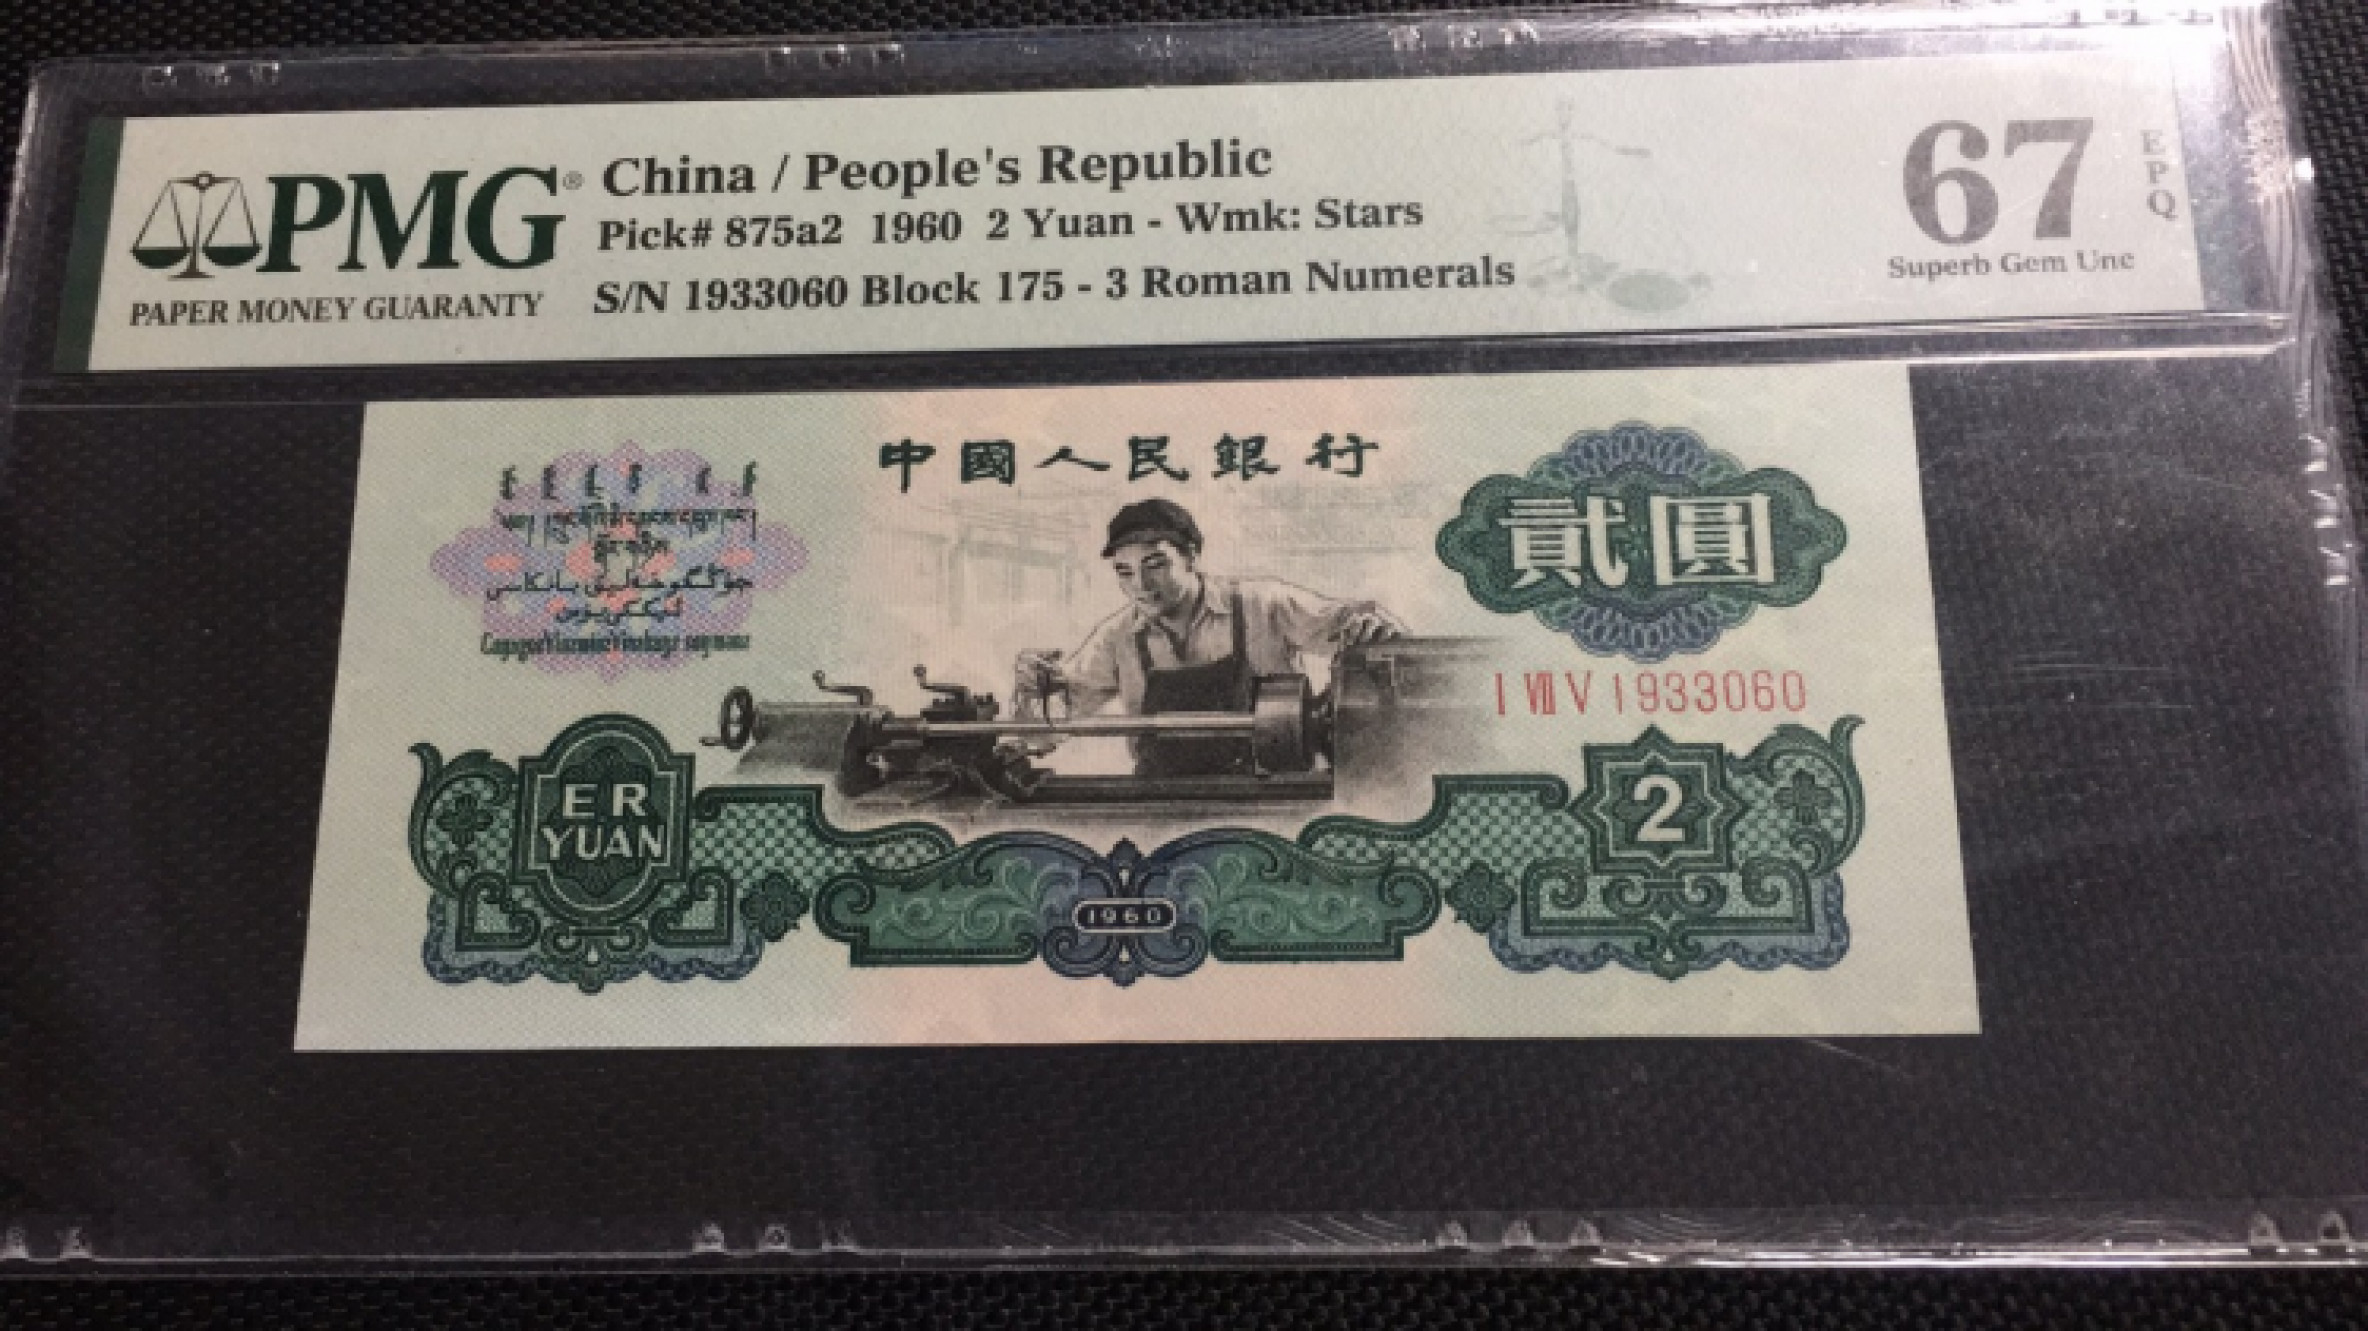 PMG®
PAPER MONEY GUARANTY
China / People's Republic
Pick# 875a2 1960 2 Yuan - Wmk: Stars
S/N 1933060 Block 175 - 3 Roman Numerals
67
EPQ
Superb Gem Unc
中國人民銀行
貳圓
I VII V 1933060
ER
YUAN
2
1960